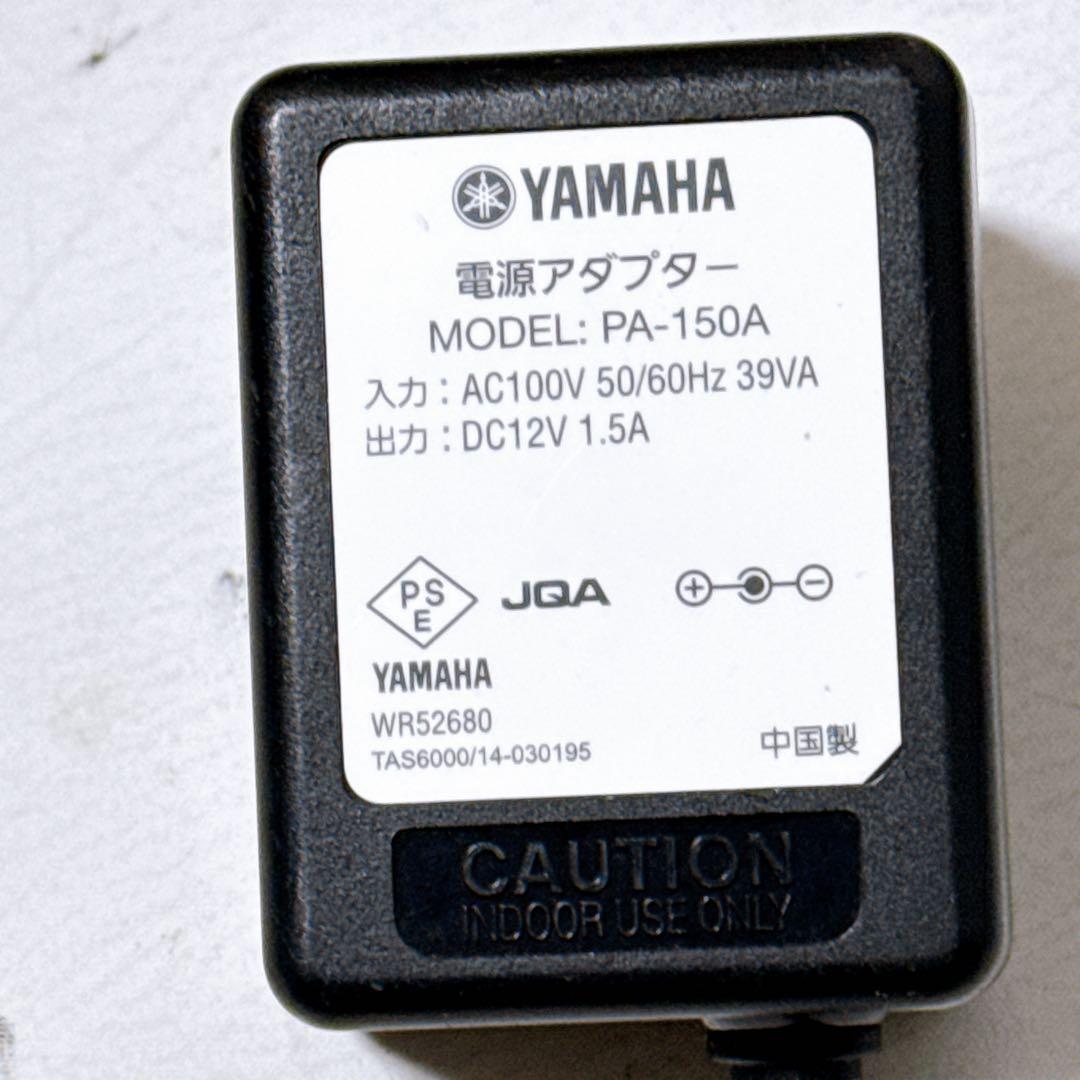 YAMAHA
電源アダプター
MODEL: PA-150A
入力：AC100V 50/60Hz 39VA
出力：DC12V 1.5A
PSE JQA
YAMAHA
WR52680
TAS6000/14-030195 中国製
CAUTION
INDOOR USE ONLY